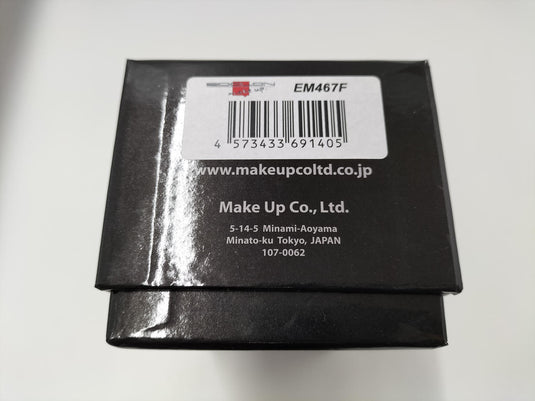 EM467F
4 573433 691405
www.makeupcoltd.co.jp
Make Up Co., Ltd.
5-14-5 Minami-Aoyama
Minato-ku Tokyo, JAPAN
107-0062